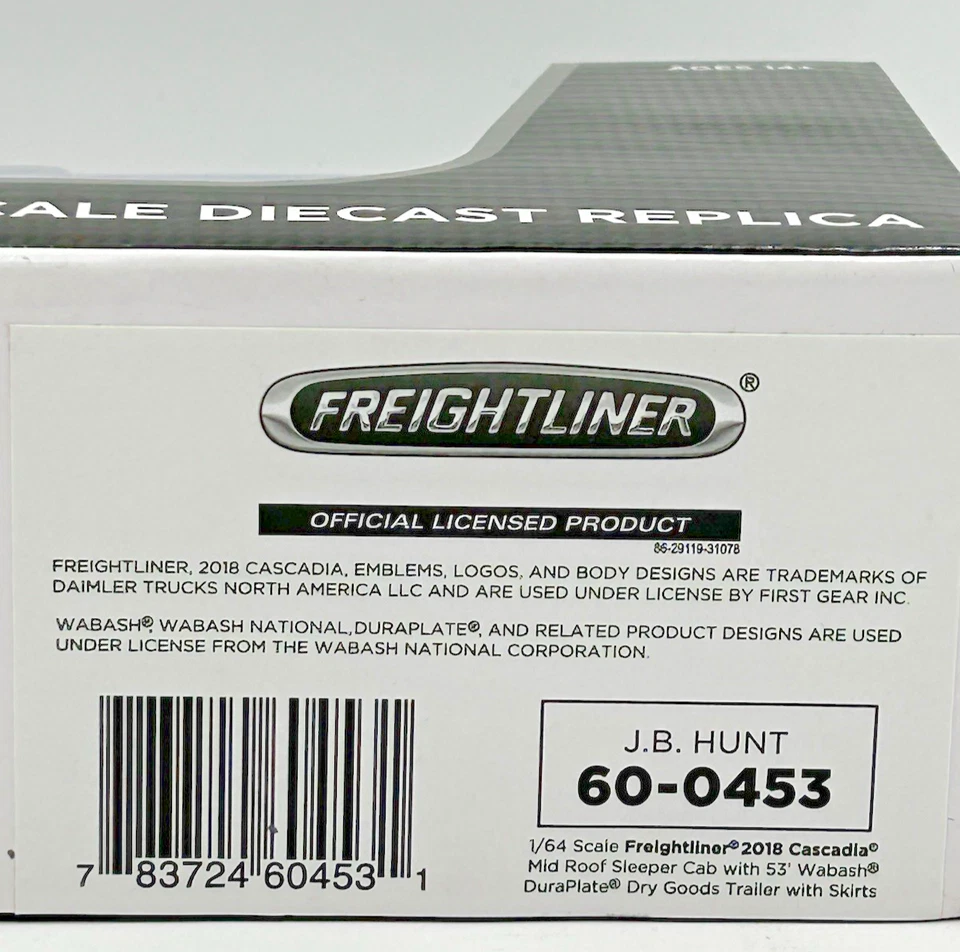 AGES 14+
DIECAST REPLICA
FREIGHTLINER®
OFFICIAL LICENSED PRODUCT
86-29119-31078
FREIGHTLINER, 2018 CASCADIA, EMBLEMS, LOGOS, AND BODY DESIGNS ARE TRADEMARKS OF
DAIMLER TRUCKS NORTH AMERICA LLC AND ARE USED UNDER LICENSE BY FIRST GEAR INC.
WABASH®, WABASH NATIONAL,DURAPLATE®, AND RELATED PRODUCT DESIGNS ARE USED
UNDER LICENSE FROM THE WABASH NATIONAL CORPORATION.
J.B. HUNT
60-0453
1/64 Scale Freightliner® 2018 Cascadia®
Mid Roof Sleeper Cab with 53' Wabash®
DuraPlate® Dry Goods Trailer with Skirts
7 83724 60453 1